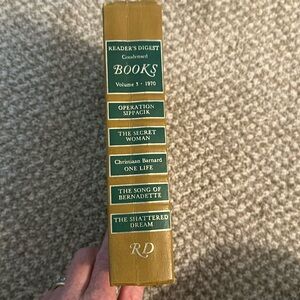 READER'S DIGEST
Condensed
BOOKS
Volume 3 • 1970
OPERATION
SIPPACIK
THE SECRET
WOMAN
Christiaan Barnard
ONE LIFE
THE SONG OF
BERNADETTE
THE SHATTERED
DREAM
RD